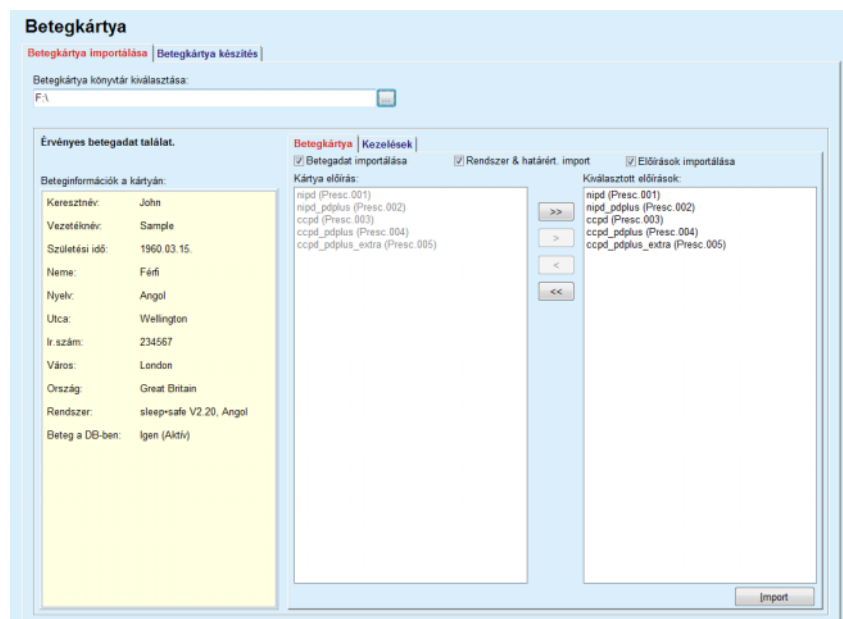 Betegkártya
Betegkártya importálása Betegkártya készítés
Betegkártya könyvtár kiválasztása:
F:\
...
Érvényes betegadat található.
Beteginformációk a kártyán:
Keresztnév: John
Vezetéknév: Sample
Születési idő: 1960.03.15.
Neme: Férfi
Nyelv: Angol
Utca: Wellington
Ir.szám: 234567
Város: London
Ország: Great Britain
Rendszer: sleep•safe V2.20, Angol
Beteg a DB-ben: Igen (Aktív)
Betegkártya Kezelések
Betegadat importálása Rendszer & határért. import Előírások importálása
Kártya előírás:
nipd (Presc.001)
nipd_pdplus (Presc.002)
ccpd (Presc.003)
ccpd_pdplus (Presc.004)
ccpd_pdplus_extra (Presc.005)
>>
>
<
<<
Kiválasztott előírások:
nipd (Presc.001)
nipd_pdplus (Presc.002)
ccpd (Presc.003)
ccpd_pdplus (Presc.004)
ccpd_pdplus_extra (Presc.005)
Import